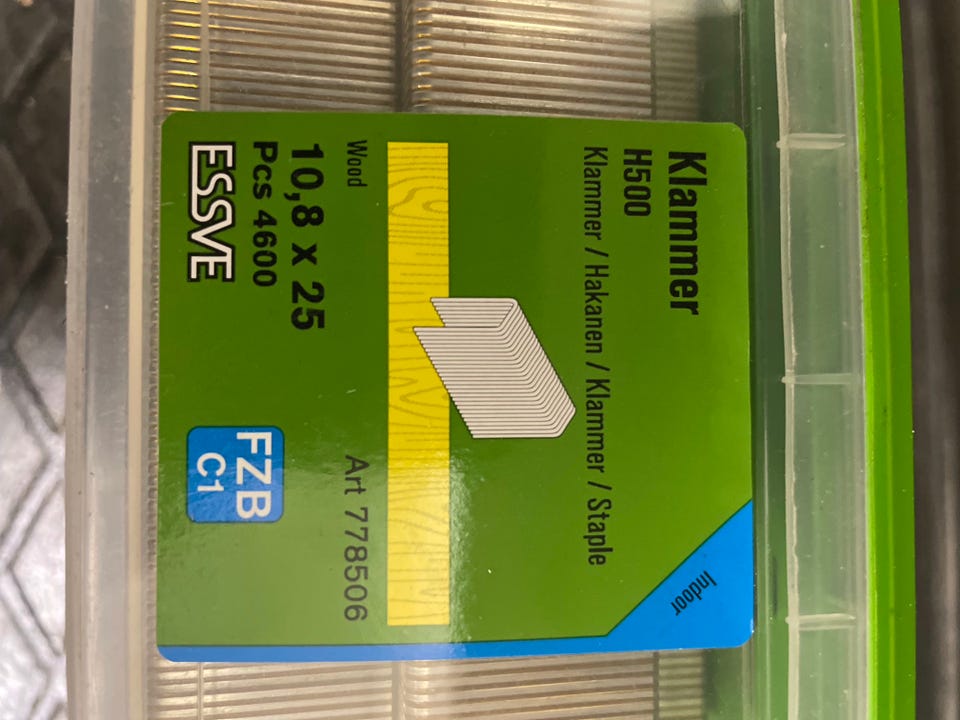 Klammer
H500
Klammer / Hakanen / Klammer / Staple
Indoor
Wood
Art 778506
10,8 x 25
Pcs 4600
ESSVE
FZB
C1